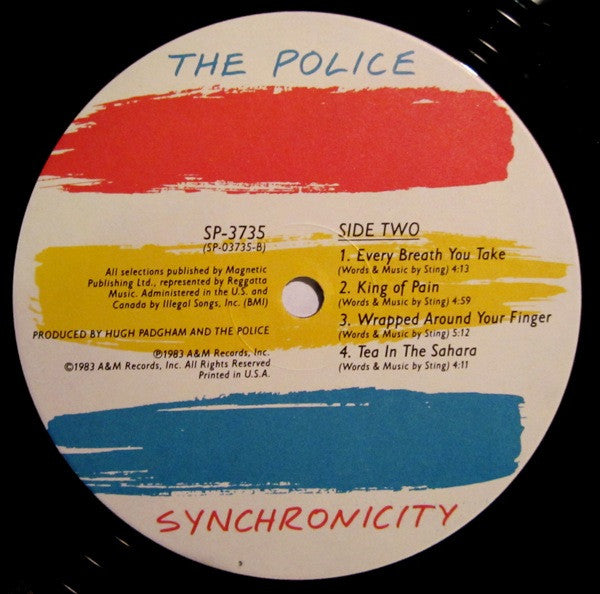 THE POLICE
SP-3735
(SP-03735-B)
All selections published by Magnetic
Publishing Ltd., represented by Reggatta
Music. Administered in the U.S. and
Canada by Illegal Songs, Inc. (BMI)
PRODUCED BY HUGH PADGHAM AND THE POLICE
℗1983 A&M Records, Inc.
©1983 A&M Records, Inc. All Rights Reserved
Printed in U.S.A.
SIDE TWO
1. Every Breath You Take
(Words & Music by Sting) 4:13
2. King of Pain
(Words & Music by Sting) 4:59
3. Wrapped Around Your Finger
(Words & Music by Sting) 5:12
4. Tea In The Sahara
(Words & Music by Sting) 4:11
SYNCHRONICITY